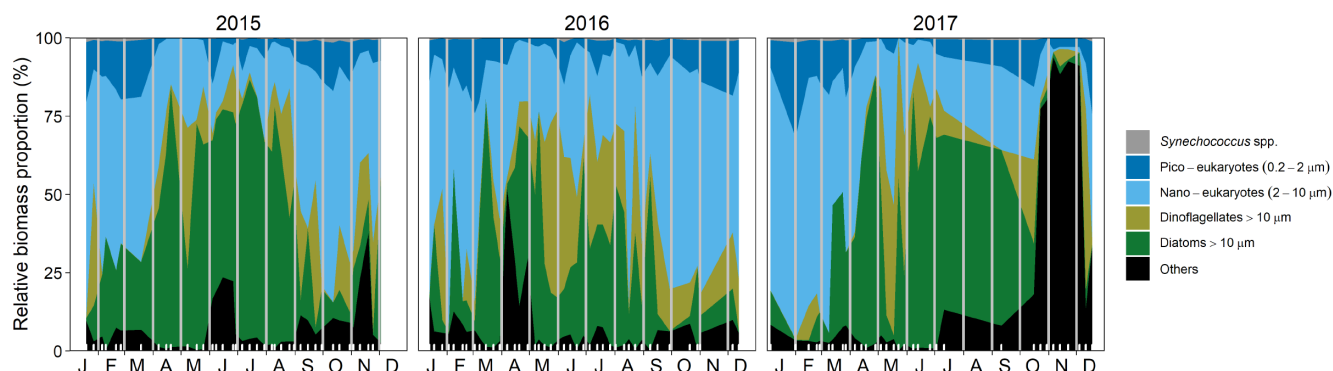 2015 2016 2017
Relative biomass proportion (%)
100
75
50
25
0
J F M A M J J A S O N D J F M A M J J A S O N D J F M A M J J A S O N D
Synechococcus spp.
Pico – eukaryotes (0.2 – 2 μm)
Nano – eukaryotes (2 – 10 μm)
Dinoflagellates > 10 μm
Diatoms > 10 μm
Others